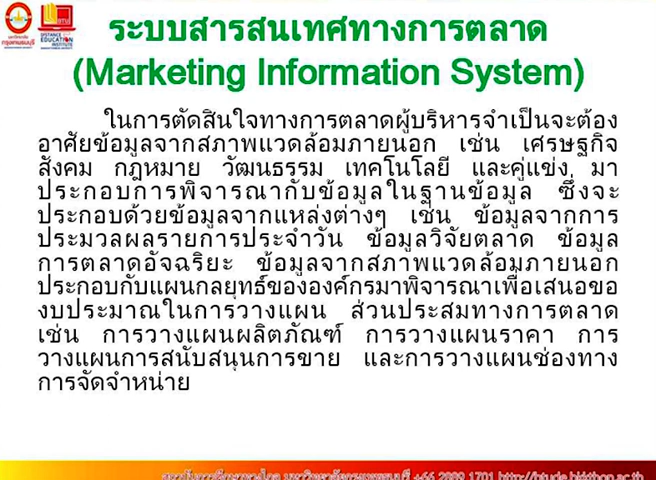 ระบบสารสนเทศทางการตลาด
(Marketing Information System)
ในการตัดสินใจทางการตลาดผู้บริหารจำเป็นจะต้อง
อาศัยข้อมูลจากสภาพแวดล้อมภายนอก เช่น เศรษฐกิจ
สังคม กฎหมาย วัฒนธรรม เทคโนโลยี และคู่แข่ง มา
ประกอบการพิจารณากับข้อมูลในฐานข้อมูล ซึ่งจะ
ประกอบด้วยข้อมูลจากแหล่งต่างๆ เช่น ข้อมูลจากการ
ประมวลผลรายการประจำวัน ข้อมูลวิจัยตลาด ข้อมูล
การตลาดอัจฉริยะ ข้อมูลจากสภาพแวดล้อมภายนอก
ประกอบกับแผนกลยุทธ์ขององค์กรมาพิจารณาเพื่อเสนอขอ
งบประมาณในการวางแผน ส่วนประสมทางการตลาด
เช่น การวางแผนผลิตภัณฑ์ การวางแผนราคา การ
วางแผนการสนับสนุนการขาย และการวางแผนช่องทาง
การจัดจำหน่าย
DISTANCE
EDUCATION
INSTITUTE
กรุงเทพธนบุรี